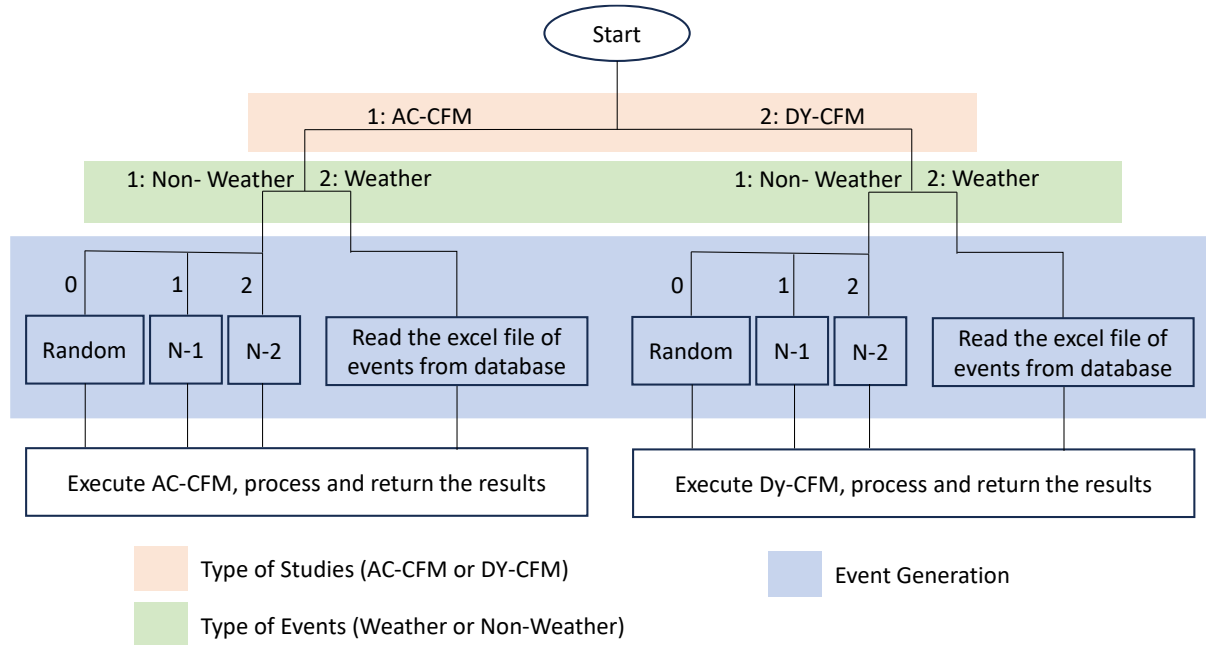 Start
1: AC-CFM
2: DY-CFM
1: Non- Weather
2: Weather
1: Non- Weather
2: Weather
0
1
2
0
1
2
Random
N-1
N-2
Read the excel file of
events from database
Random
N-1
N-2
Read the excel file of
events from database
Execute AC-CFM, process and return the results
Execute Dy-CFM, process and return the results
Type of Studies (AC-CFM or DY-CFM)
Event Generation
Type of Events (Weather or Non-Weather)